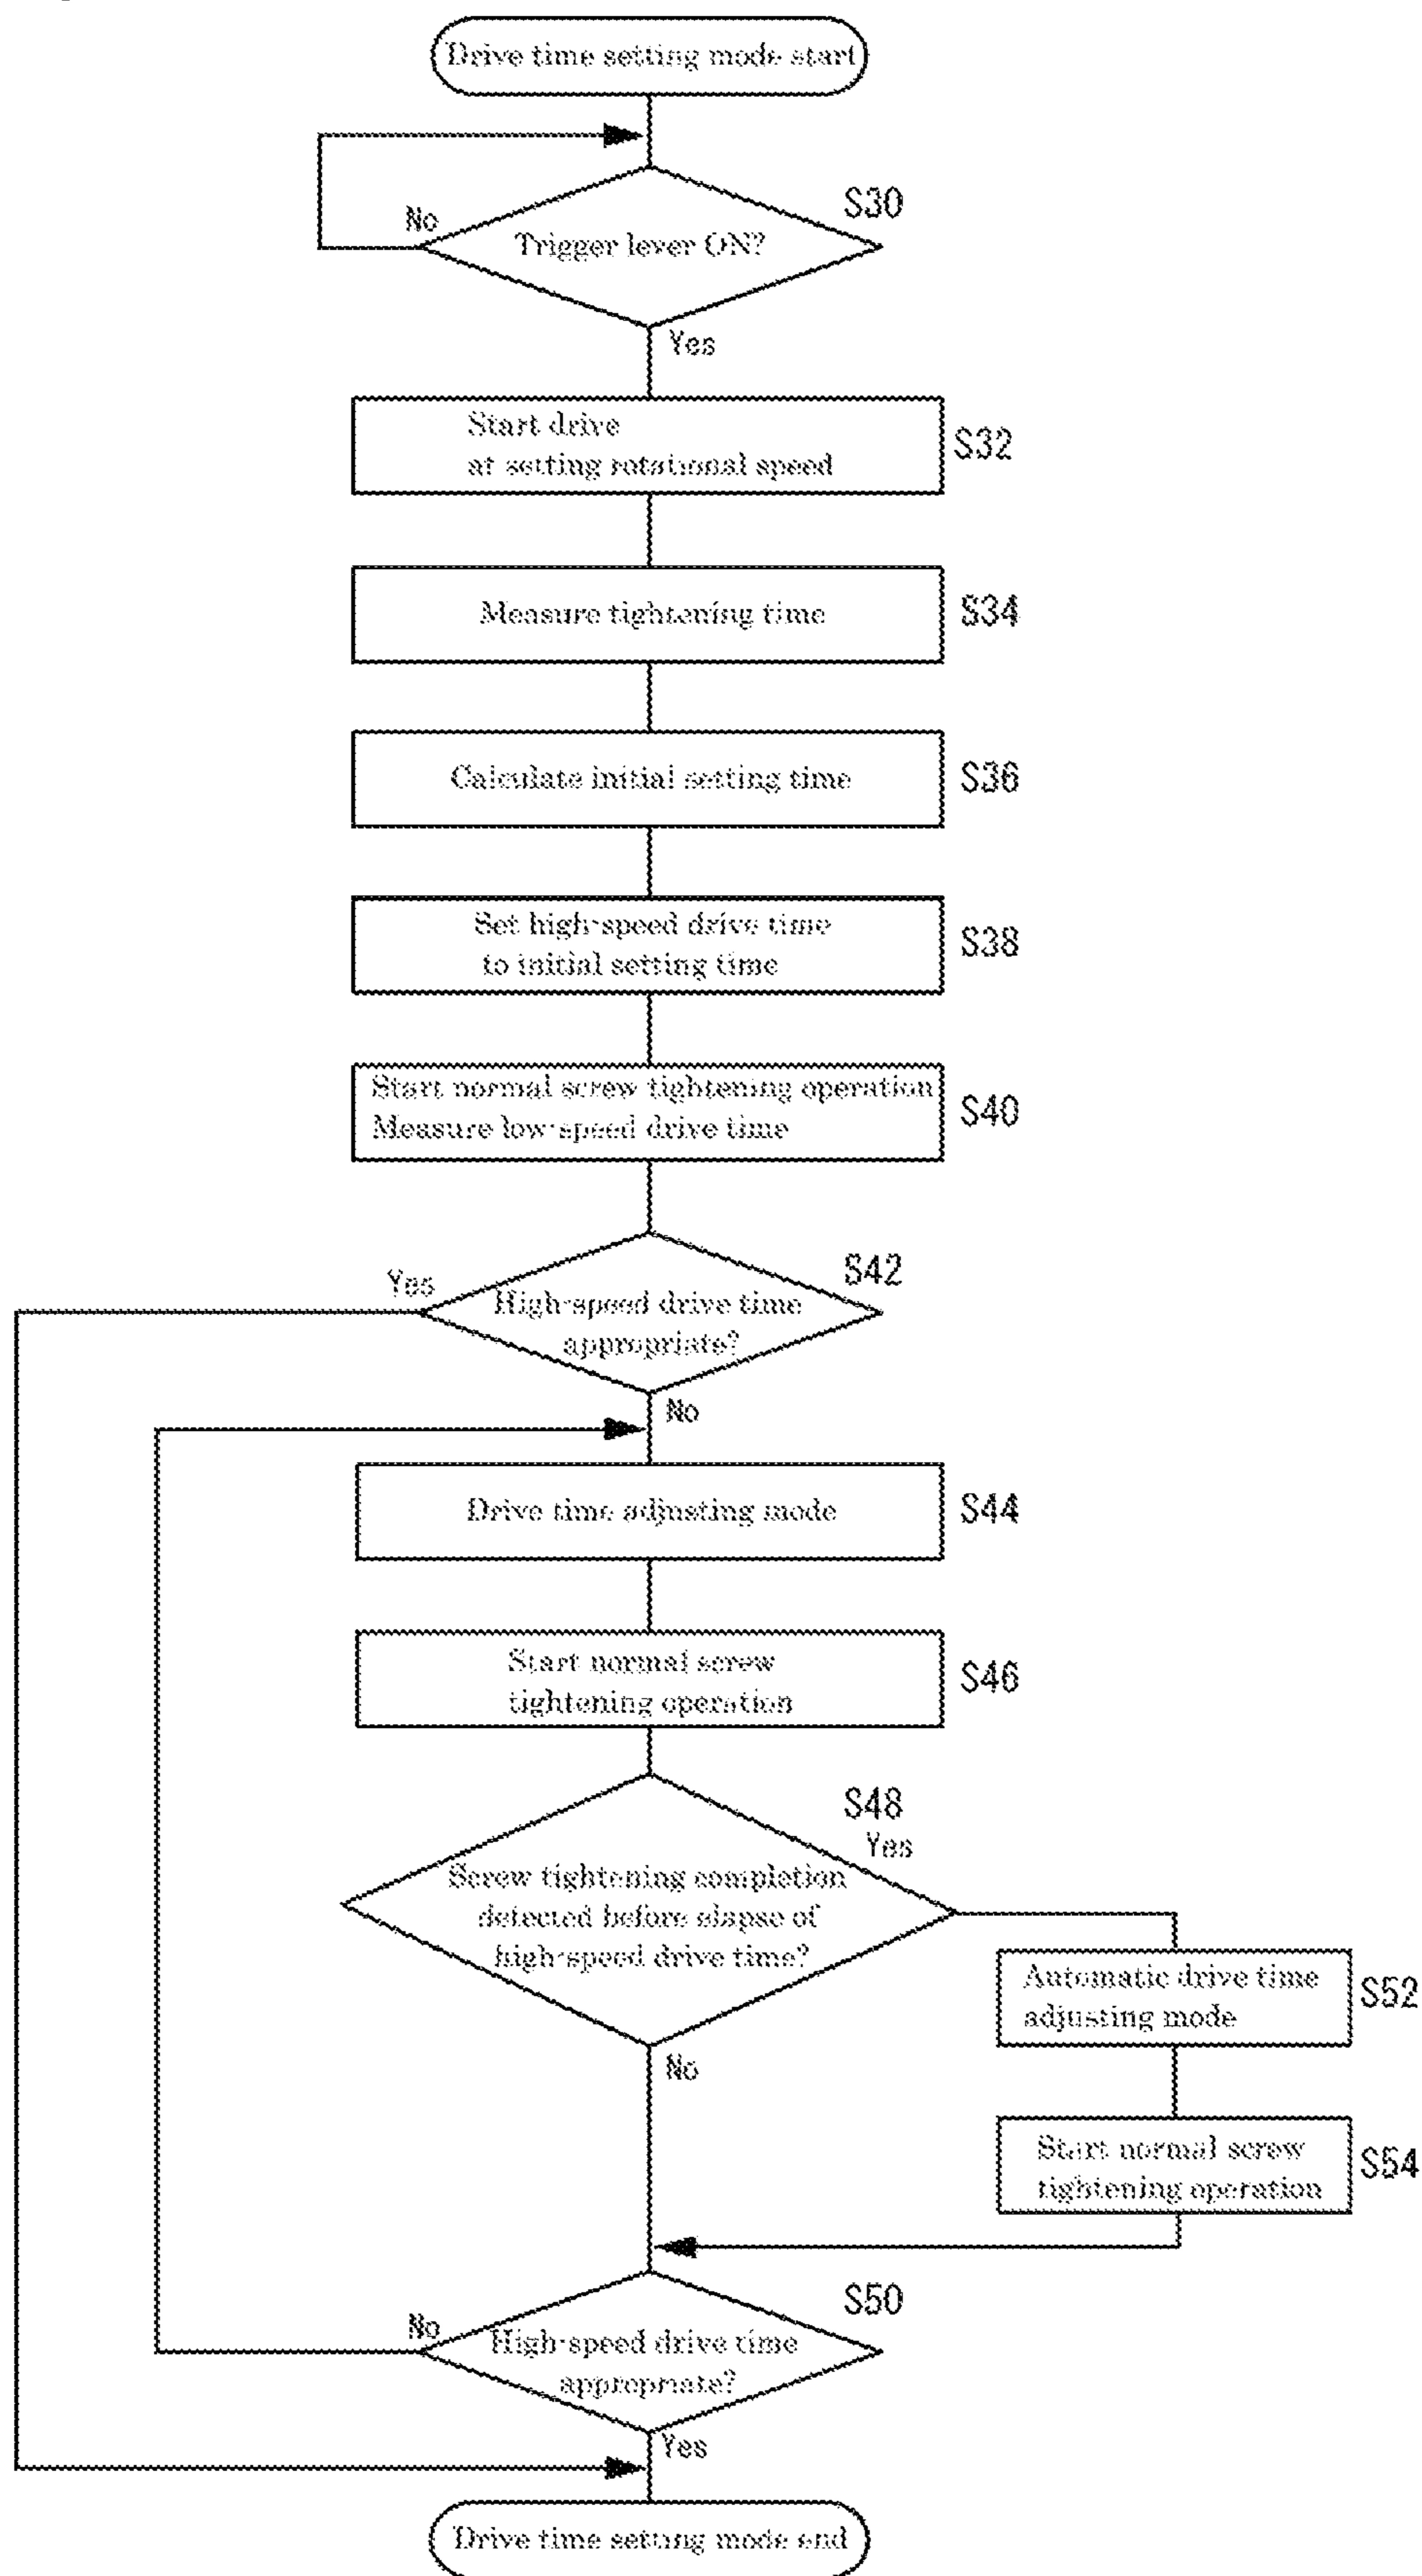 Drive time setting mode start
S30
No
Trigger lever ON?
Yes
Start drive
at setting rotational speed
S32
Measure tightening time
S34
Calculate initial setting time
S36
Set high-speed drive time
to initial setting time
S38
Start normal screw tightening operation
Measure low-speed drive time
S40
S42
Yes
High-speed drive time
appropriate?
No
Drive time adjusting mode
S44
Start normal screw
tightening operation
S46
S48
Yes
Screw tightening completion
detected before elapse of
high-speed drive time?
Automatic drive time
adjusting mode
S52
No
Start normal screw
tightening operation
S54
S50
No
High-speed drive time
appropriate?
Yes
Drive time setting mode end